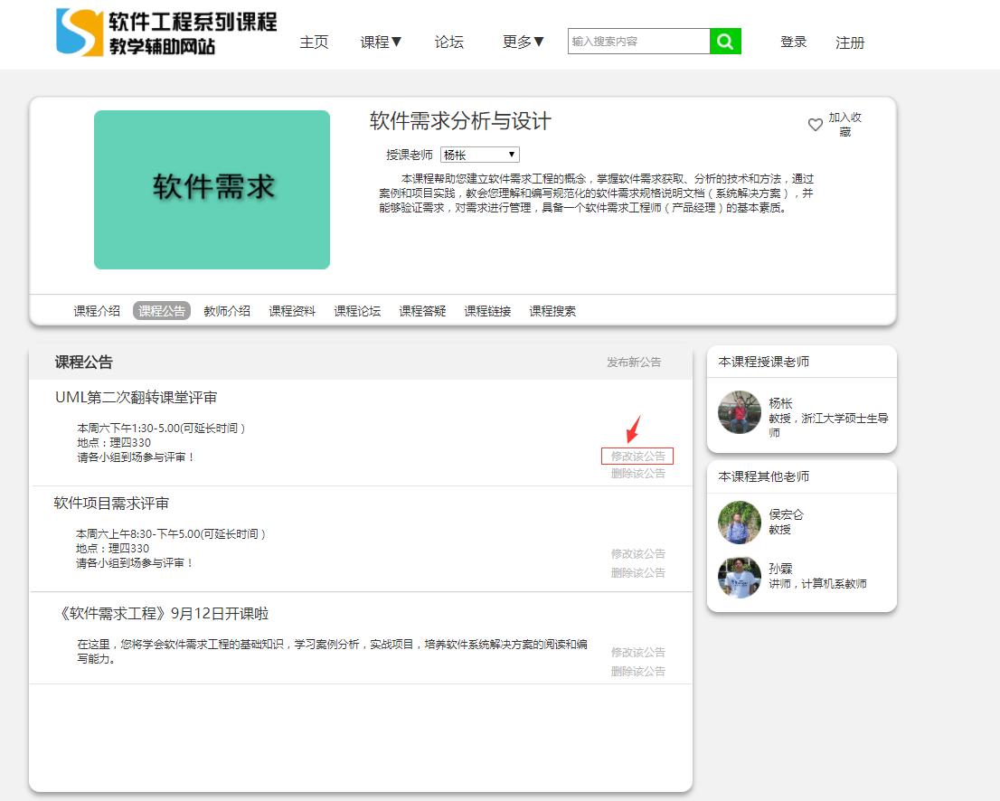 软件工程系列课程
教学辅助网站
主页 课程▼ 论坛 更多▼ 输入搜索内容 登录 注册
软件需求
软件需求分析与设计
加入收
藏
授课老师 杨枨
本课程帮助您建立软件需求工程的概念，掌握软件需求获取、分析的技术和方法，通过
案例和项目实践，教会您理解和编写规范化的软件需求规格说明文档（系统解决方案），并
能够验证需求，对需求进行管理，具备一个软件需求工程师（产品经理）的基本素质。
课程介绍 课程公告 教师介绍 课程资料 课程论坛 课程答疑 课程链接 课程搜索
课程公告 发布新公告
UML第二次翻转课堂评审
本周六下午1:30-5.00(可延长时间）
地点：理四330
请各小组到场参与评审！
修改该公告
删除该公告
软件项目需求评审
本周六上午8:30-下午5.00(可延长时间）
地点：理四330
请各小组到场参与评审！
修改该公告
删除该公告
《软件需求工程》9月12日开课啦
在这里，您将学会软件需求工程的基础知识，学习案例分析，实战项目，培养软件系统解决方案的阅读和编
写能力。
修改该公告
删除该公告
本课程授课老师
杨枨
教授，浙江大学硕士生导
师
本课程其他老师
侯宏仑
教授
孙霖
讲师，计算机系教师